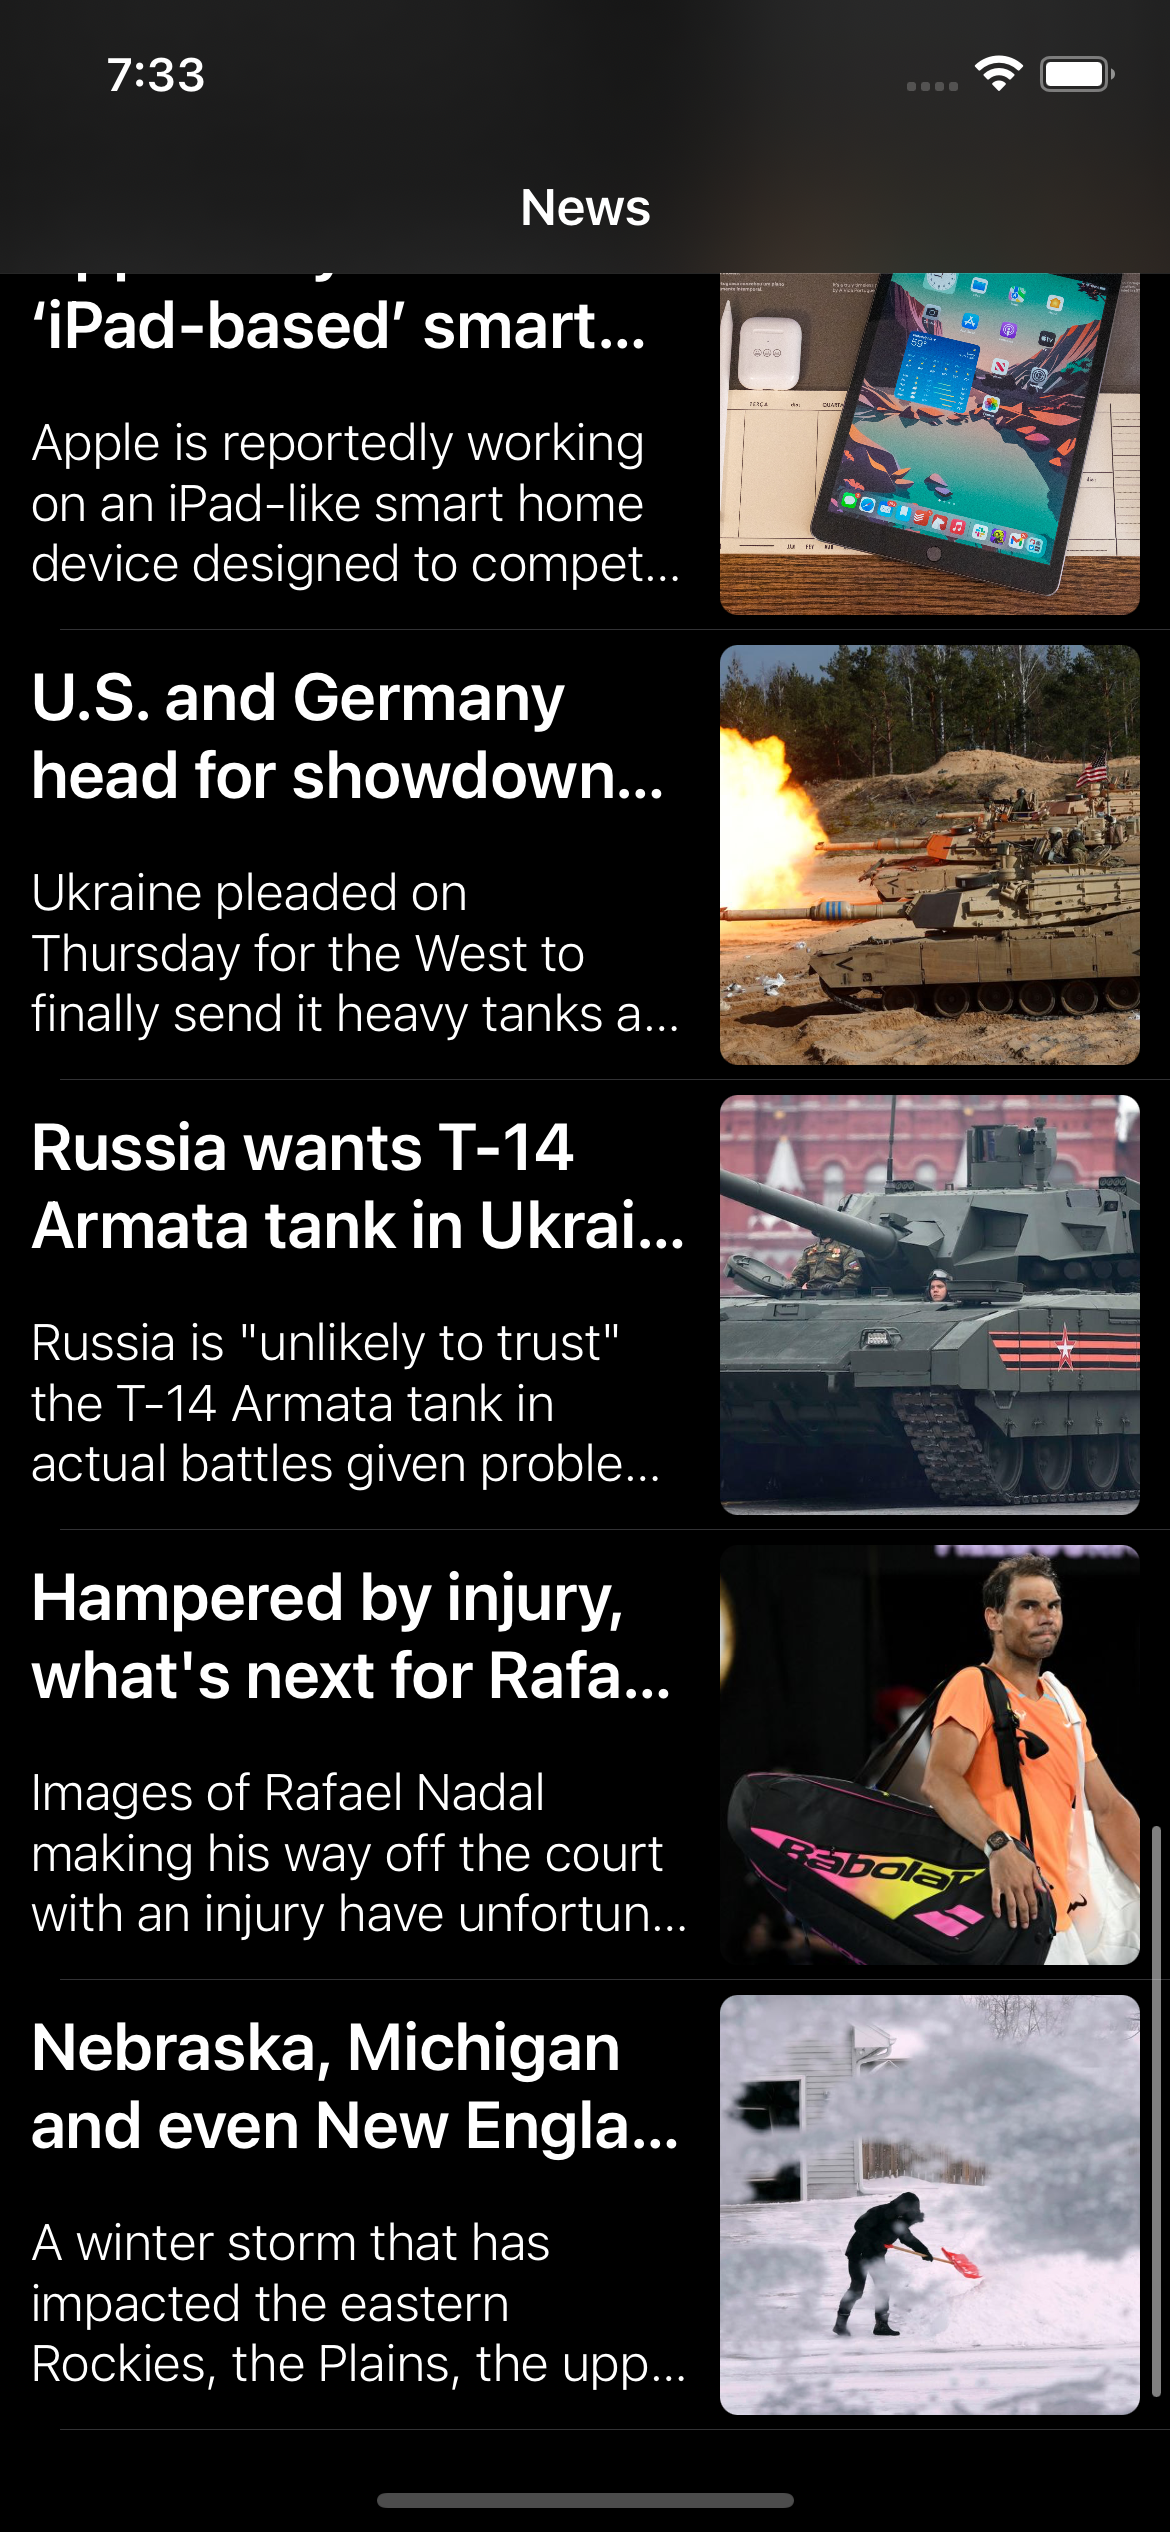 7:33
News
‘iPad-based’ smart...
Apple is reportedly working
on an iPad-like smart home
device designed to compet...
U.S. and Germany
head for showdown...
Ukraine pleaded on
Thursday for the West to
finally send it heavy tanks a...
Russia wants T-14
Armata tank in Ukrai...
Russia is "unlikely to trust"
the T-14 Armata tank in
actual battles given proble...
Hampered by injury,
what's next for Rafa...
Images of Rafael Nadal
making his way off the court
with an injury have unfortun...
Babolat
Nebraska, Michigan
and even New Engla...
A winter storm that has
impacted the eastern
Rockies, the Plains, the upp...